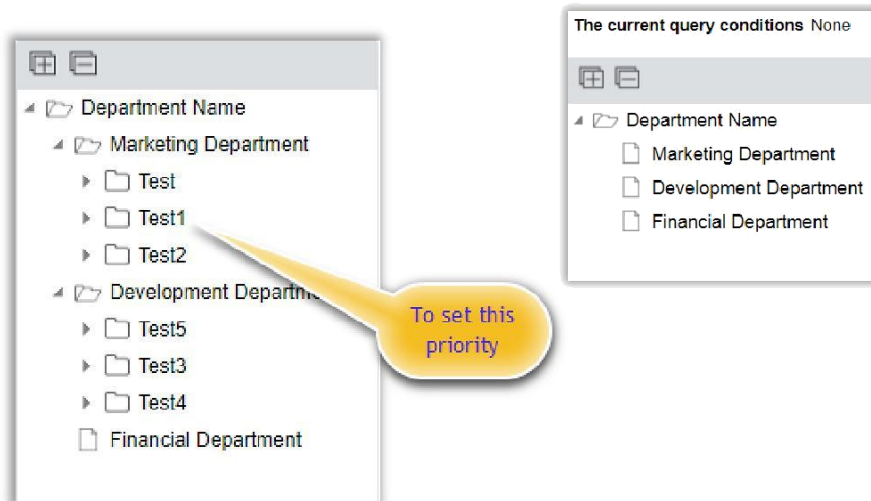 Department Name
Marketing Department
Test
Test1
Test2
Development
Test5
Test3
Test4
Financial Department
To set this
priority
The current query conditions None
Department Name
Marketing Department
Development Department
Financial Department